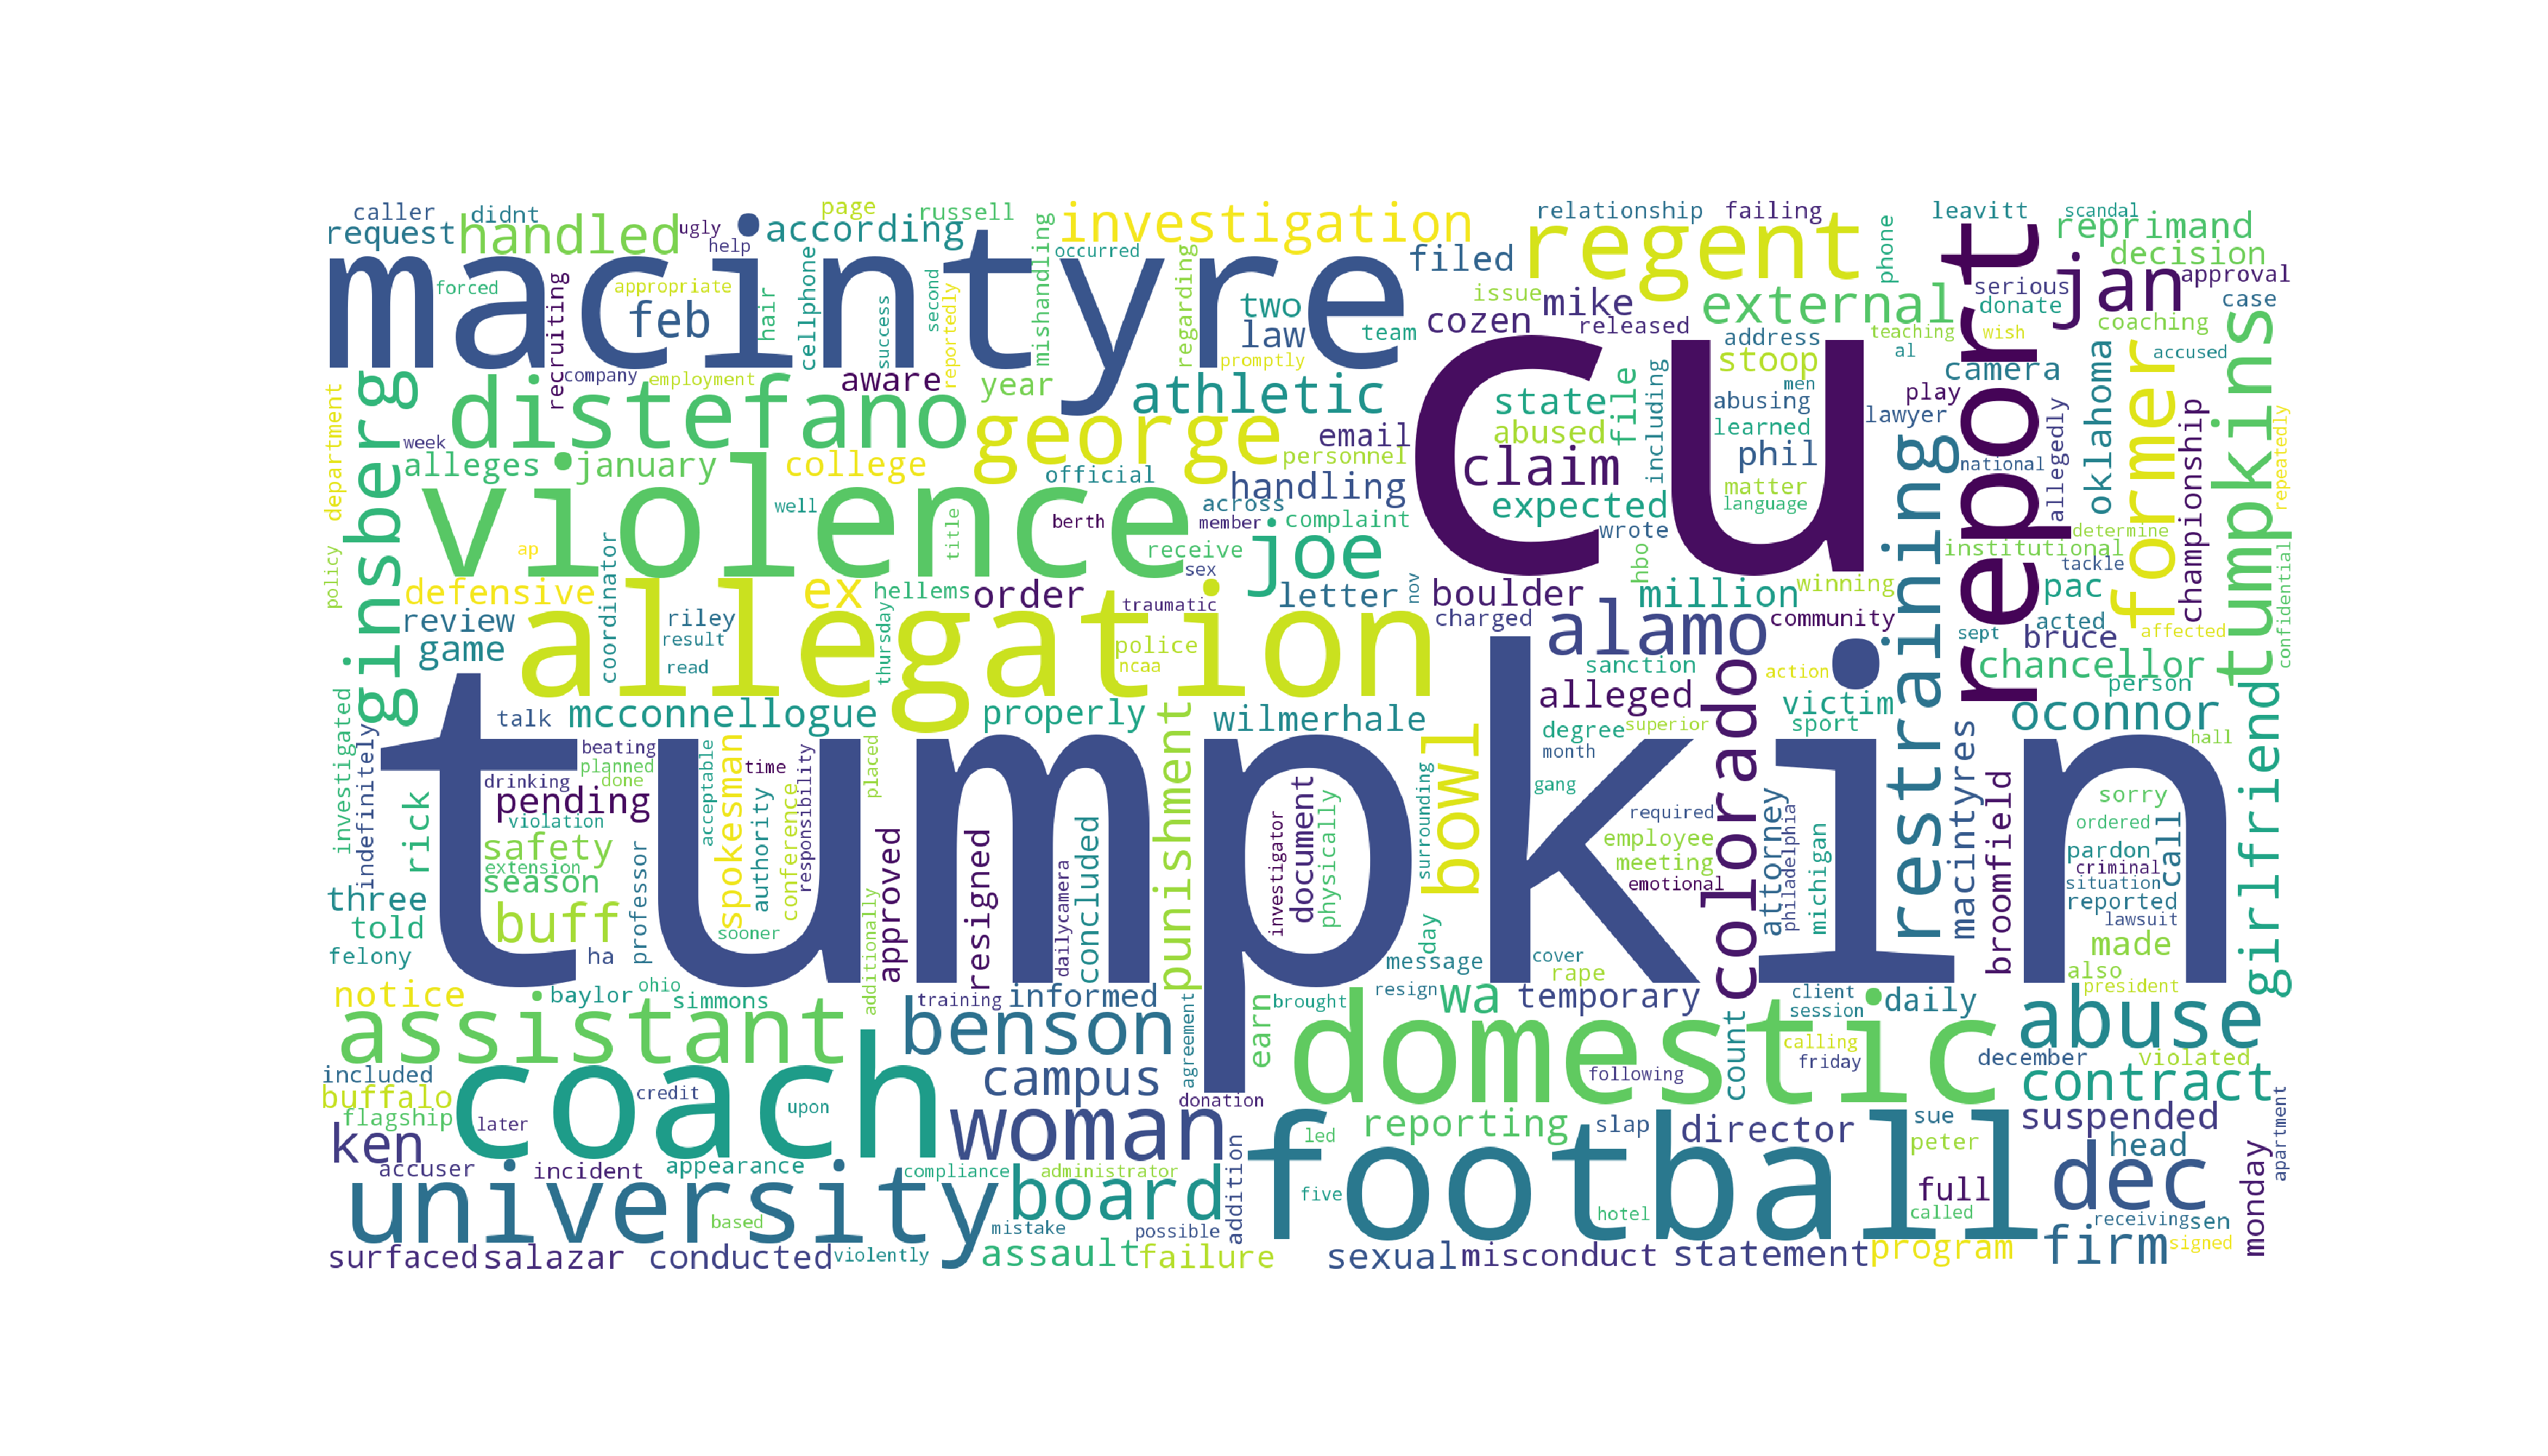 caller didnt page russell relationship failing leavitt scandal
request handled ugly help according investigation regent phone reprimand
macintyre occurred filed report decision
forced appropriate mishandling regarding issue mike external jan serious approval
recruiting feb hair cellphone success second reportedly two law team cozen released address donate case
promptly teaching al wish coaching
company employment aware year athletic stoop camera accused
ginsberg distefano george cu men play oklahoma former tumpkins
department week email state file including abusing lawyer allegedly championship repeatedly
alleges january college official personnel abused claim learned phil national
violence handling matter
well across expected language
policy ap title berth member complaint wrote restraining determine
coordinator receive joe hbo institutional tackle confidential
defensive ex hellems order sex letter nov boulder million winning pac
allegation traumatic charged alamo community sept acted
review riley bruce affected
game result thursday police sanction chancellor
read ncaa action person
investigated indefinitely talk mcconnellogue properly punishment wilmerhale alleged colorado victim oconnor girlfriend
tumpkin bowl degree superior sport macintyres hall
beating acceptable spokesman time responsibility placed month
drinking planned done authority conference surrounding gang attorney broomfield sorry
rick pending document physically required philadelphia michigan ordered call
violation employee pardon
safety professor approved resigned concluded investigator meeting criminal
extension dailycamera emotional situation
three season reported
told buff sooner additionally day lawsuit
felony ha message cover made
rape also
notice baylor ohio simmons training informed agreement earn brought resign wa temporary client daily president
assistant benson domestic count session abuse
coach calling
included campus friday december violated
buffalo credit donation following contract
flagship upon woman reporting slap director sue suspended
ken later led peter head monday apartment
accuser incident appearance compliance administrator football dec
university board addition five full
based hotel called
mistake possible receiving sen
surfaced salazar conducted violently assault failure sexual misconduct statement program firm signed